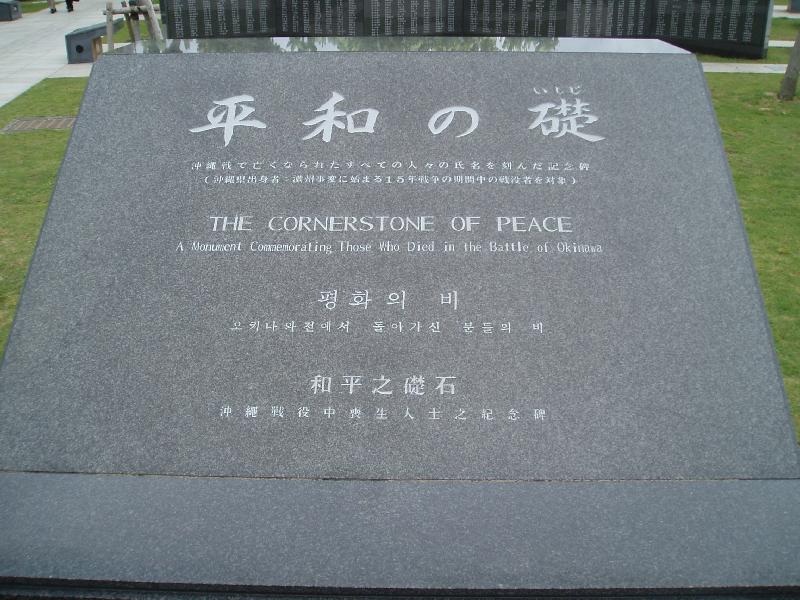 平和の礎
いしじ
沖縄戦で亡くなられたすべての人々の氏名を刻んだ記念碑
(沖縄県出身者・満州事変に始まる15年戦争の期間中の戦没者を対象)
THE CORNERSTONE OF PEACE
A Monument Commemorating Those Who Died in the Battle of Okinawa
평화의 비
오키나와전에서 돌아가신 분들의 비
和平之礎石
沖繩戰役中喪生人士之紀念碑